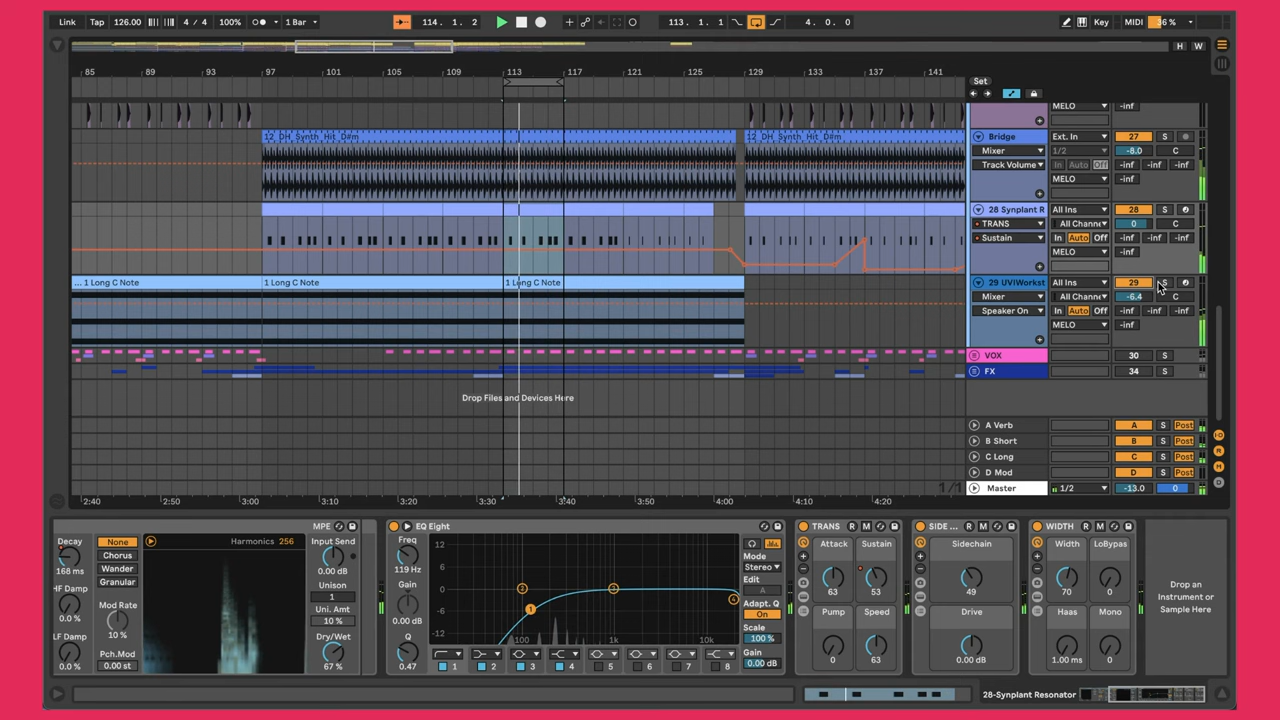 Link Tap 126.00 4 / 4 100% 1 Bar 114. 1. 2 113. 1. 1 4. 0. 0 Key MIDI 36 %
H W
85 89 93 97 101 105 109 113 117 121 125 129 133 137 141 Set
MELO -inf
12_DH_Synth_Hit_D#m 12_DH_Synth_Hit_D#m Bridge Ext. In 27 S
Mixer 1/2 -8.0 C
Track Volume In Auto Off -inf -inf -inf
MELO -inf
28 Synplant R All Ins 28 S
TRANS All Channe 0 C
Sustain In Auto Off -inf -inf -inf
MELO -inf
... 1 Long C Note 1 Long C Note 1 Long C Note 29 UVIWorkst All Ins 29 S
Mixer All Channe -6.4 C
Speaker On In Auto Off -inf -inf -inf
MELO -inf
VOX 30 S
FX 34 S
Drop Files and Devices Here
A Verb A S Post
B Short B S Post
C Long C S Post
D Mod D S Post
1/1 Master 1/2 -13.0 0
2:40 2:50 3:00 3:10 3:20 3:30 3:40 3:50 4:00 4:10 4:20
MPE EQ Eight TRANS R M SIDE ... R M WIDTH R M
Decay None Harmonics 256 Input Send Freq 12 Mode Attack Sustain Sidechain Width LoBypas
168 ms Chorus 0.00 dB 119 Hz 6 Stereo 63 53 49 70 0
HF Damp Wander Unison Gain 0 Edit
0.0 % Granular 1 0.00 dB -6 A Pump Speed Drive Haas Mono
Mod Rate Uni. Amt Adapt. Q
10 % 10 % On
LF Damp Pch.Mod Dry/Wet Q -12 100 1k 10k Scale
0.0 % 0.00 st 67 % 0.47 100 % 0 63 0.00 dB 1.00 ms 0
1 2 3 4 5 6 7 8 Gain
0.00 dB
Drop an
Instrument or
Sample Here
28-Synplant Resonator